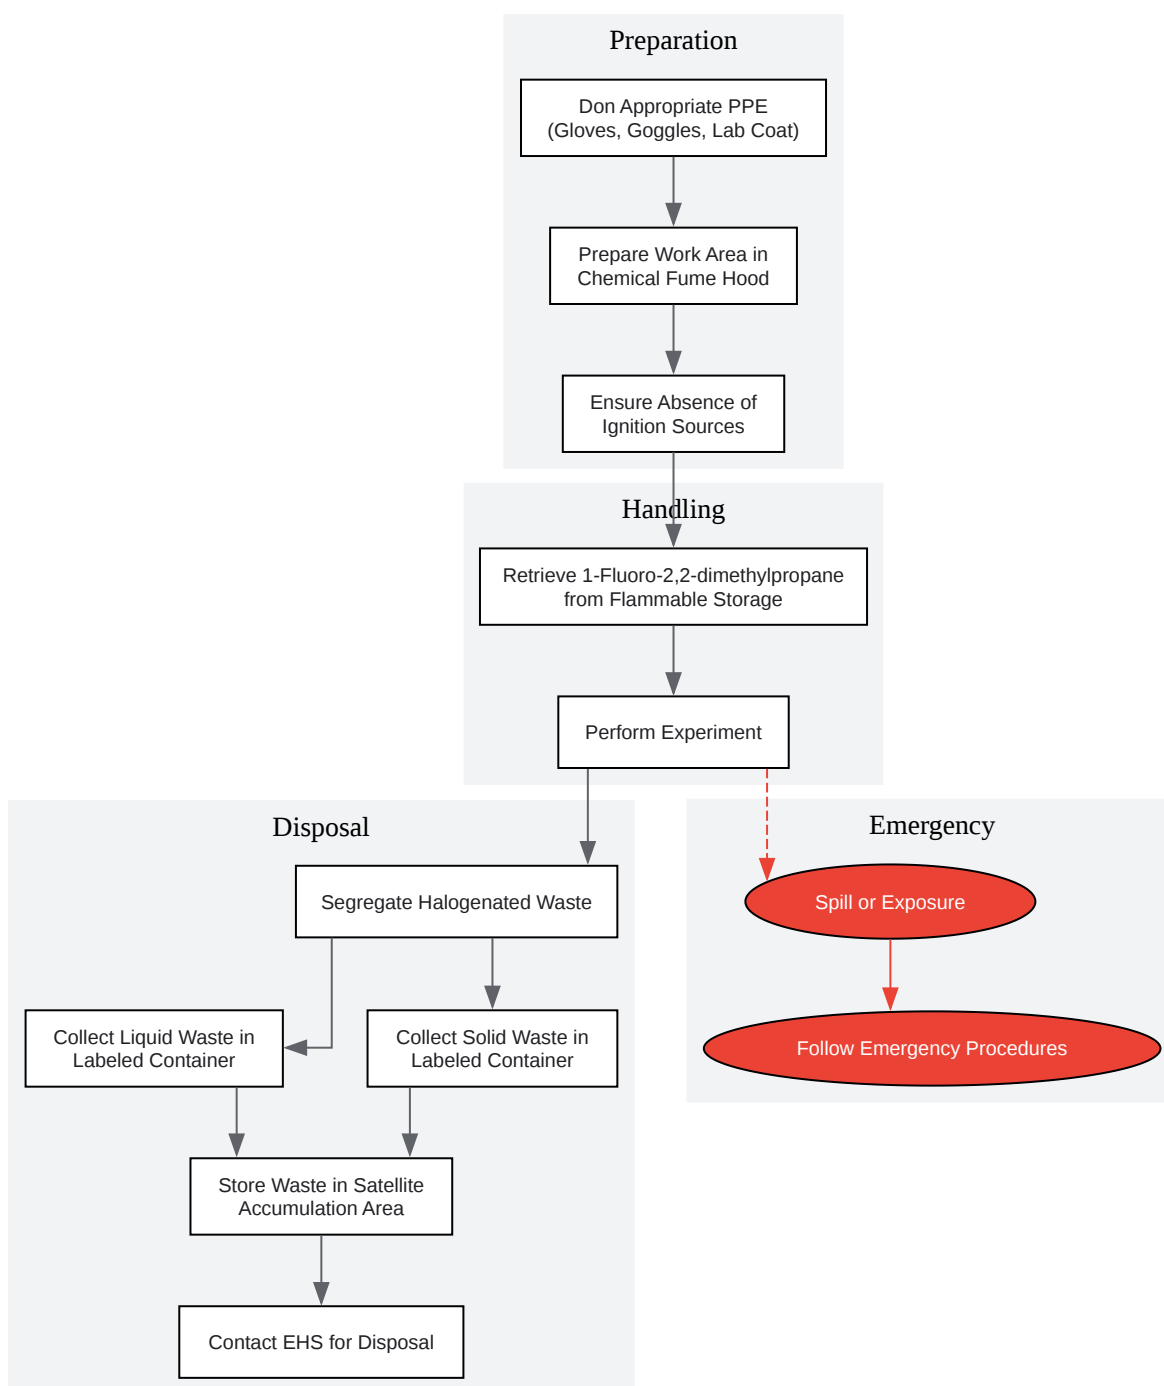 Preparation
Don Appropriate PPE
(Gloves, Goggles, Lab Coat)
Prepare Work Area in
Chemical Fume Hood
Ensure Absence of
Ignition Sources
Handling
Retrieve 1-Fluoro-2,2-dimethylpropane
from Flammable Storage
Perform Experiment
Disposal
Segregate Halogenated Waste
Collect Liquid Waste in
Labeled Container
Collect Solid Waste in
Labeled Container
Store Waste in Satellite
Accumulation Area
Contact EHS for Disposal
Emergency
Spill or Exposure
Follow Emergency Procedures